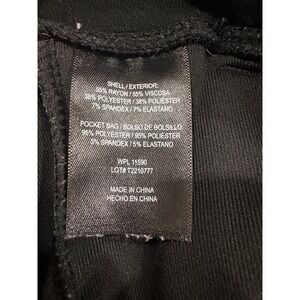 SHELL / EXTERIOR:
55% RAYON / 55% VISCOSA
38% POLYESTER / 38% POLIÉSTER
7% SPANDEX / 7% ELASTANO
POCKET BAG / BOLSO DE BOLSILLO:
95% POLYESTER / 95% POLIÉSTER
5% SPANDEX / 5% ELASTANO
WPL 11590
LOT# T2210777
MADE IN CHINA
HECHO EN CHINA